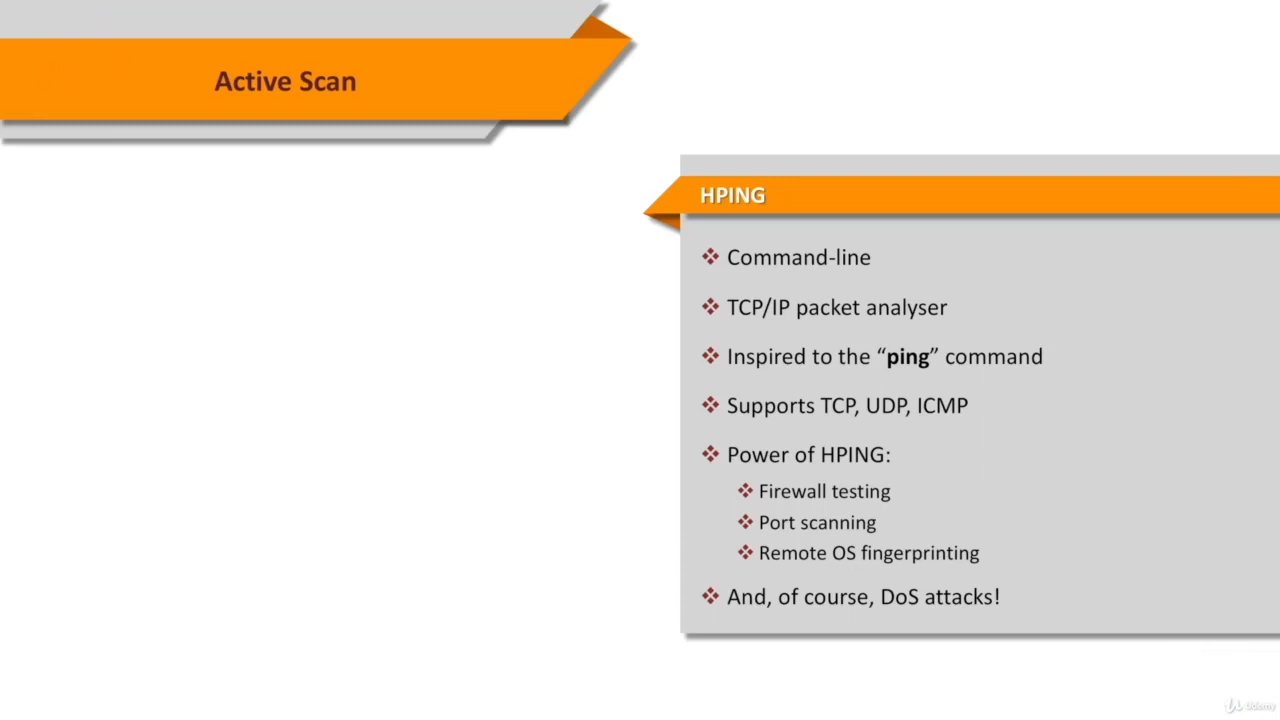 Active Scan
HPING
Command-line
TCP/IP packet analyser
Inspired to the “ping” command
Supports TCP, UDP, ICMP
Power of HPING:
Firewall testing
Port scanning
Remote OS fingerprinting
And, of course, DoS attacks!
Udemy